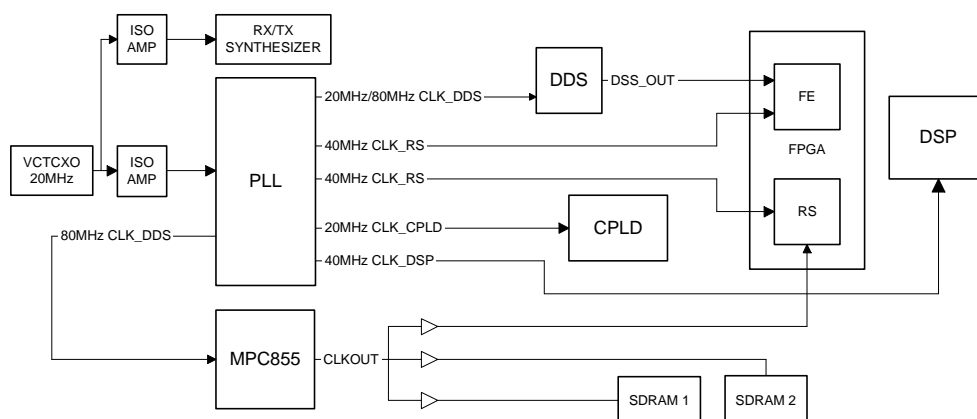 ISO
AMP
RX/TX
SYNTHESIZER
DDS
DSS_OUT
FE
FPGA
20MHz/80MHz CLK_DDS
DSP
VCTCXO
20MHz
ISO
AMP
PLL
40MHz CLK_RS
40MHz CLK_RS
RS
80MHz CLK_DDS
20MHz CLK_CPLD
CPLD
40MHz CLK_DSP
MPC855
CLKOUT
SDRAM 1
SDRAM 2